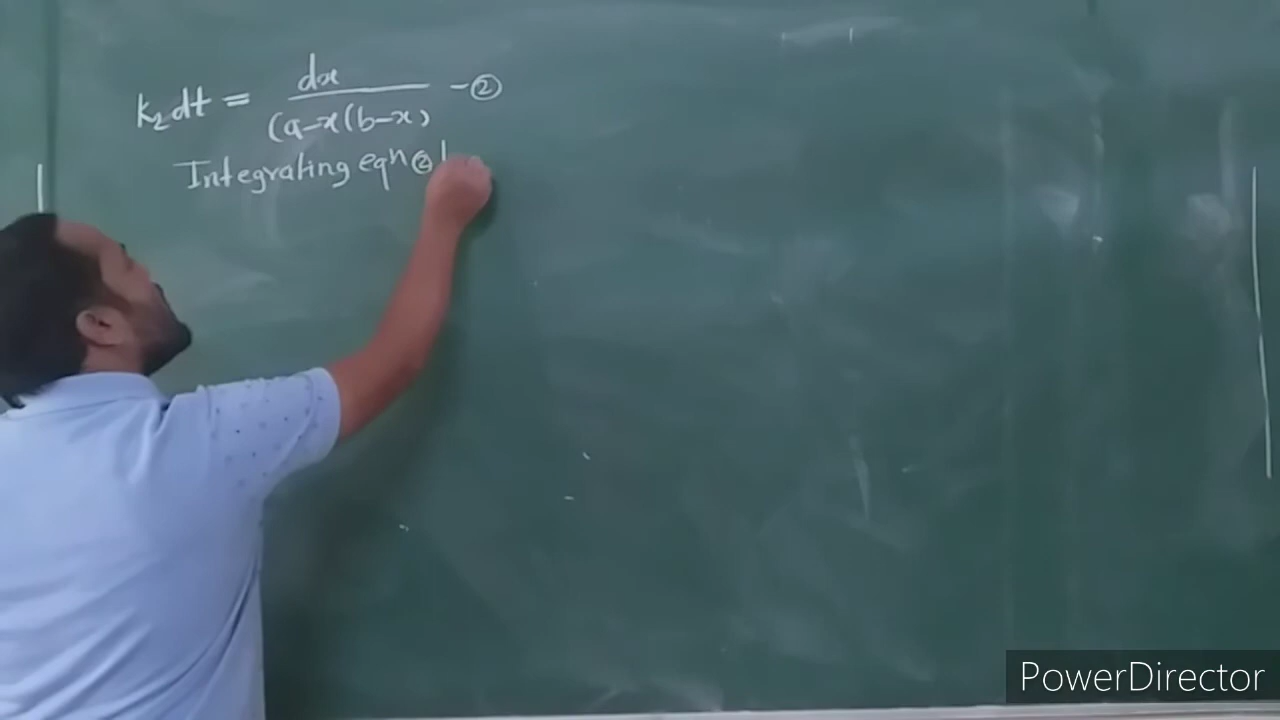 dx
K₂dt = ———— -②
(a-x(b-x)
Integrating eqn ②
PowerDirector